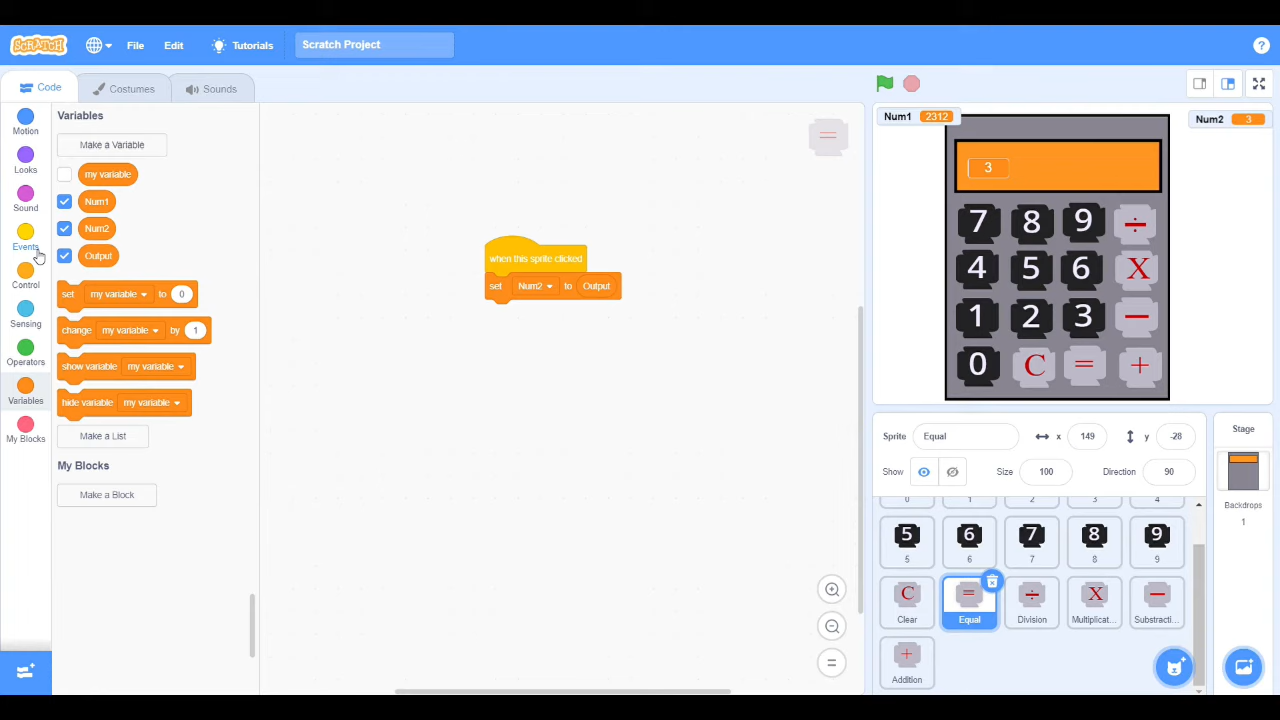 SCRATCH
File
Edit
Tutorials
Scratch Project
?
Code
Costumes
Sounds
Motion
Looks
Sound
Events
Control
Sensing
Operators
Variables
My Blocks
Variables
Make a Variable
my variable
Num1
Num2
Output
set my variable to 0
change my variable by 1
show variable my variable
hide variable my variable
Make a List
My Blocks
Make a Block
when this sprite clicked
set Num2 to Output
=
Num1 2312
Num2 3
3
7 8 9 ÷
4 5 6 X
1 2 3 −
0 C = +
Sprite Equal x 149 y -28
Show Size 100 Direction 90
0 1 2 3 4
5 6 7 8 9
5 6 7 8 9
C = ÷ X −
Clear Equal Division Multiplicat... Substracti...
+
Addition
Stage
Backdrops
1